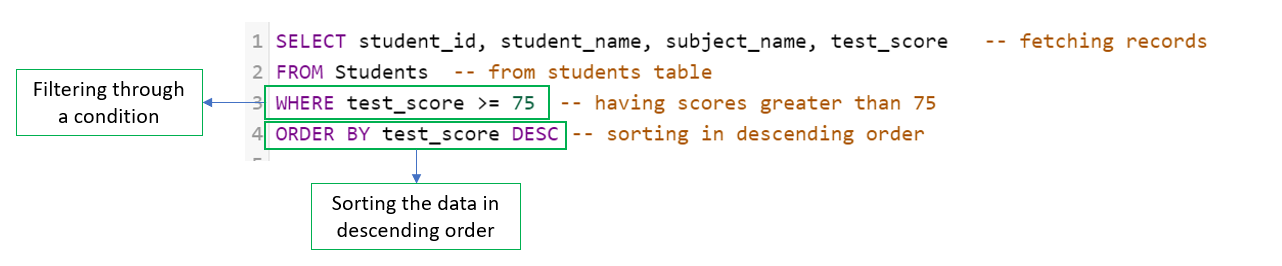 1 SELECT student_id, student_name, subject_name, test_score -- fetching records
2 FROM Students -- from students table
Filtering through
a condition
3 WHERE test_score >= 75 -- having scores greater than 75
4 ORDER BY test_score DESC -- sorting in descending order
Sorting the data in
descending order